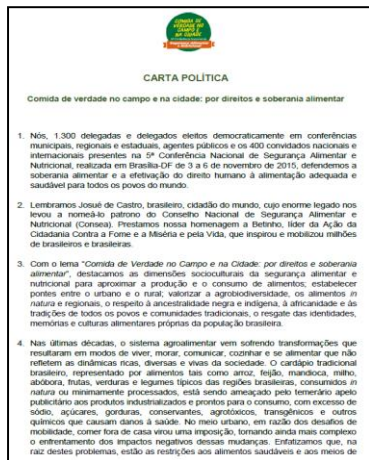 COMIDA DE
VERDADE NO
CAMPO E
NA CIDADE
CARTA POLÍTICA
Comida de verdade no campo e na cidade: por direitos e soberania alimentar
1. Nós, 1.300 delegadas e delegados eleitos democraticamente em conferências
municipais, regionais e estaduais, agentes públicos e os 400 convidados nacionais e
internacionais presentes na 5ª Conferência Nacional de Segurança Alimentar e
Nutricional, realizada em Brasília-DF de 3 a 6 de novembro de 2015, defendemos a
soberania alimentar e a efetivação do direito humano à alimentação adequada e
saudável para todos os povos do mundo.
2. Lembramos Josué de Castro, brasileiro, cidadão do mundo, cujo enorme legado nos
levou a nomeá-lo patrono do Conselho Nacional de Segurança Alimentar e
Nutricional (Consea). Prestamos nossa homenagem a Betinho, líder da Ação da
Cidadania Contra a Fome e a Miséria e pela Vida, que inspirou e mobilizou milhões
de brasileiros e brasileiras.
3. Com o lema "Comida de Verdade no Campo e na Cidade: por direitos e soberania
alimentar", destacamos as dimensões socioculturais da segurança alimentar e
nutricional para aproximar a produção e o consumo de alimentos; estabelecer
pontes entre o urbano e o rural; valorizar a agrobiodiversidade, os alimentos in
natura e regionais, o respeito à ancestralidade negra e indígena, à africanidade e às
tradições de todos os povos e comunidades tradicionais, o resgate das identidades,
memórias e culturas alimentares próprias da população brasileira.
4. Nas últimas décadas, o sistema agroalimentar vem sofrendo transformações que
resultaram em modos de viver, morar, comunicar, cozinhar e se alimentar que não
refletem as dinâmicas ricas, diversas e vivas da sociedade. O cardápio tradicional
brasileiro, representado por alimentos tais como arroz, feijão, mandioca, milho,
abóbora, frutas, verduras e legumes típicos das regiões brasileiras, consumidos in
natura ou minimamente processados, está sendo ameaçado pelo temerário apelo
publicitário aos produtos industrializados e prontos para o consumo, com excesso de
sódio, açúcares, gorduras, conservantes, agrotóxicos, transgênicos e outros
químicos que causam danos à saúde. No meio urbano, em razão dos desafios de
mobilidade, comer fora de casa virou uma imposição, tornando ainda mais complexo
o enfrentamento dos impactos negativos dessas mudanças. Enfatizamos que, na
raiz destes problemas, estão as restrições aos alimentos saudáveis e aos meios de